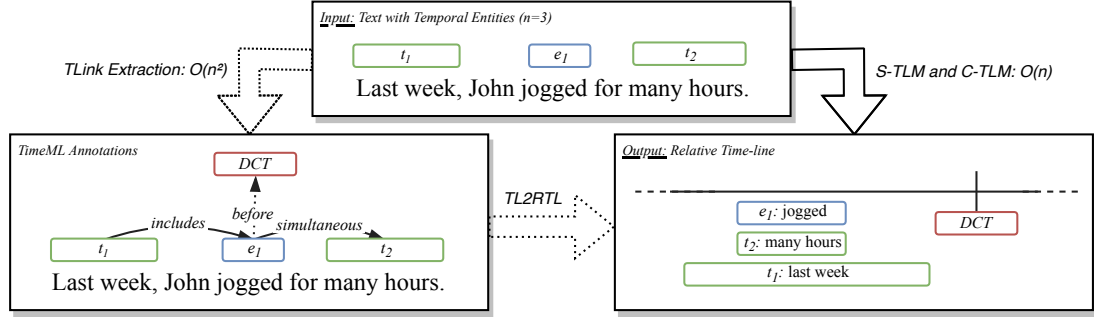 Input: Text with Temporal Entities (n=3)
t1 e1 t2
Last week, John jogged for many hours.
TLink Extraction: O(n²)
S-TLM and C-TLM: O(n)
TimeML Annotations
DCT
includes before simultaneous
t1 e1 t2
Last week, John jogged for many hours.
TL2RTL
Output: Relative Time-line
e1: jogged
DCT
t2: many hours
t1: last week